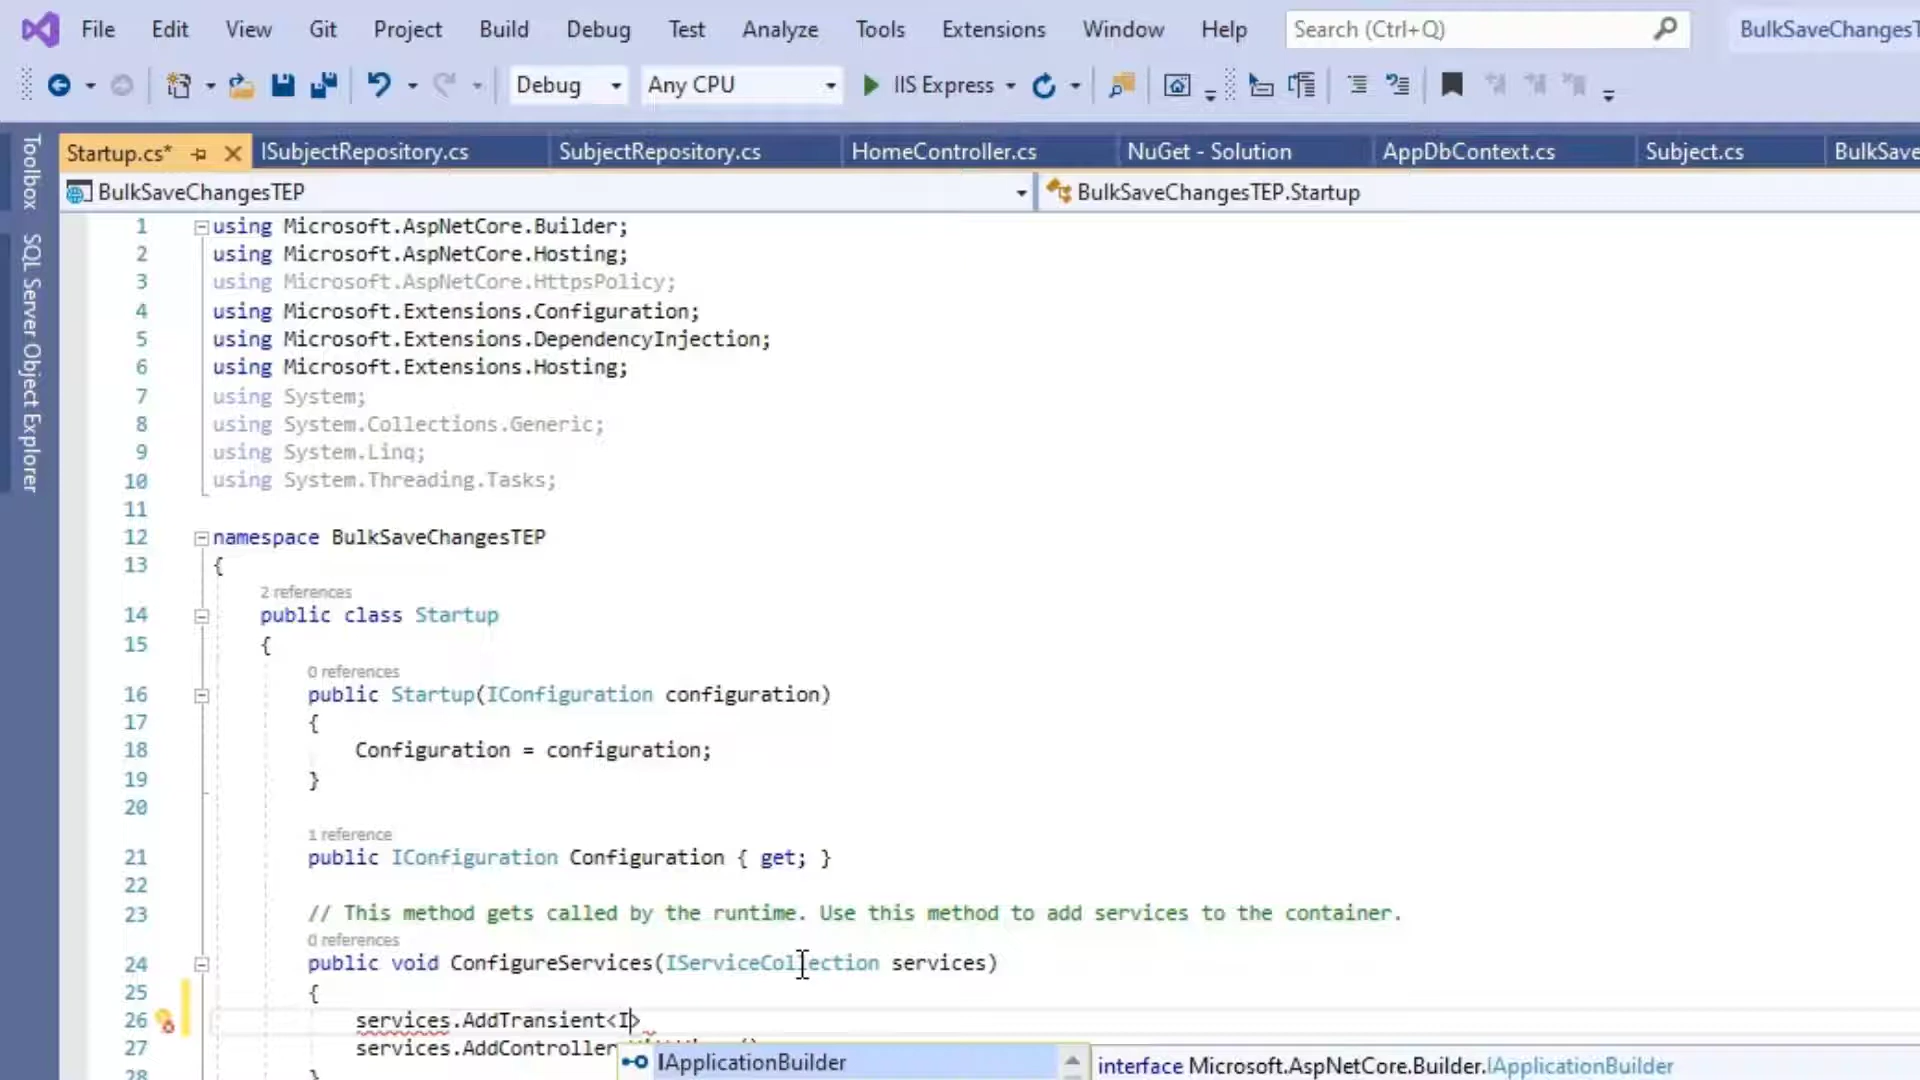 File Edit View Git Project Build Debug Test Analyze Tools Extensions Window Help Search (Ctrl+Q) BulkSaveChangesT
Debug Any CPU IIS Express
Toolbox
SQL Server Object Explorer
Startup.cs* ISubjectRepository.cs SubjectRepository.cs HomeController.cs NuGet - Solution AppDbContext.cs Subject.cs BulkSave
BulkSaveChangesTEP BulkSaveChangesTEP.Startup
1 using Microsoft.AspNetCore.Builder;
2 using Microsoft.AspNetCore.Hosting;
3 using Microsoft.AspNetCore.HttpsPolicy;
4 using Microsoft.Extensions.Configuration;
5 using Microsoft.Extensions.DependencyInjection;
6 using Microsoft.Extensions.Hosting;
7 using System;
8 using System.Collections.Generic;
9 using System.Linq;
10 using System.Threading.Tasks;
11
12 namespace BulkSaveChangesTEP
13 {
2 references
14 public class Startup
15 {
0 references
16 public Startup(IConfiguration configuration)
17 {
18 Configuration = configuration;
19 }
20
1 reference
21 public IConfiguration Configuration { get; }
22
23 // This method gets called by the runtime. Use this method to add services to the container.
0 references
24 public void ConfigureServices(IServiceCollection services)
25 {
26 services.AddTransient<I>
27 services.AddController
IApplicationBuilder interface Microsoft.AspNetCore.Builder.IApplicationBuilder
28 }